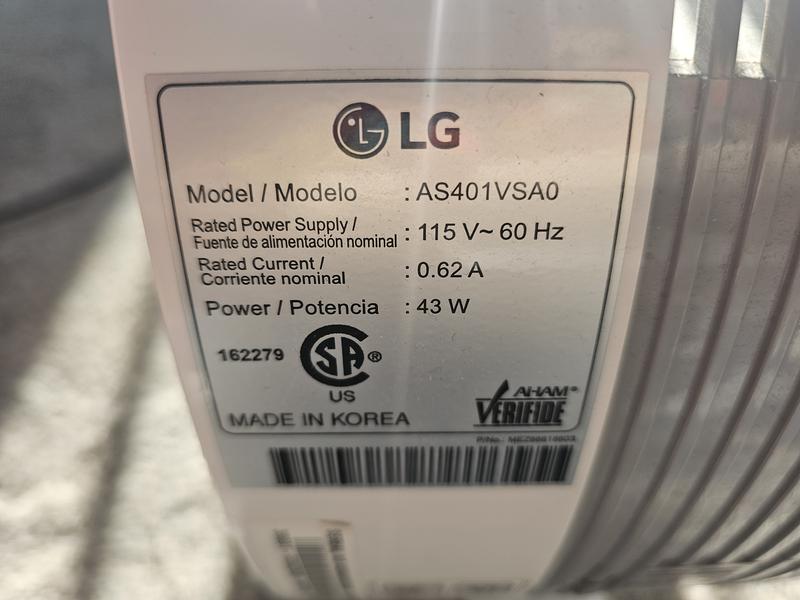 LG
Model / Modelo : AS401VSA0
Rated Power Supply /
Fuente de alimentación nominal : 115 V~ 60 Hz
Rated Current /
Corriente nominal : 0.62 A
Power / Potencia : 43 W
162279 SA ®
US
MADE IN KOREA
AHAM®
VERIFIDE
P/No.: